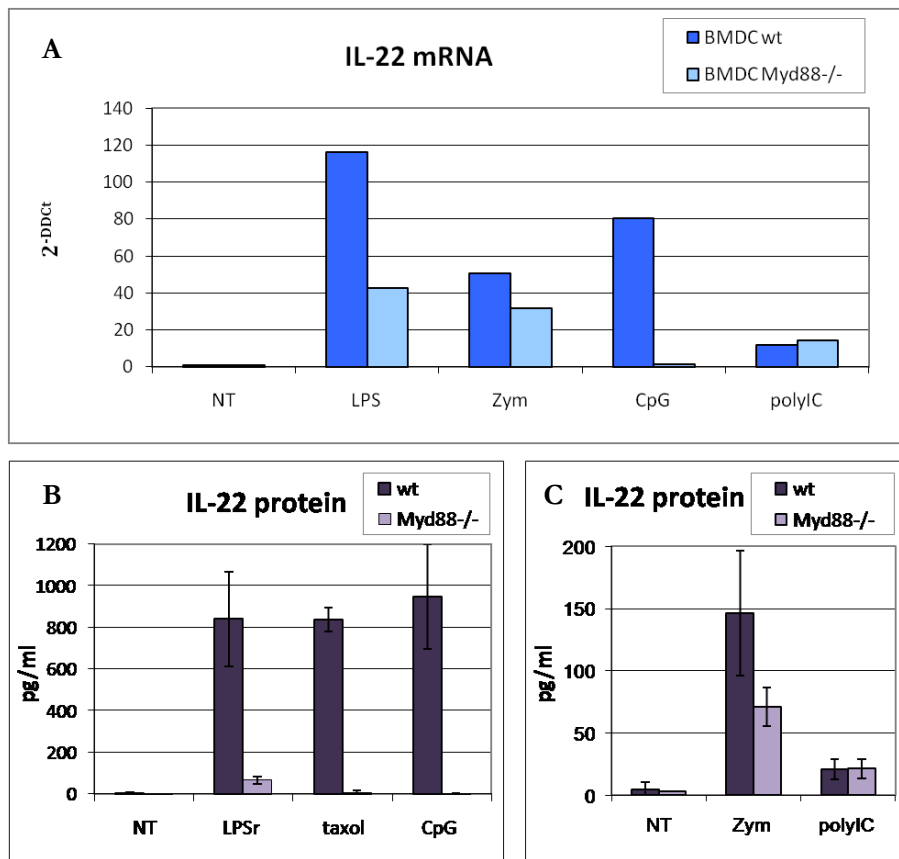 A
IL-22 mRNA
BMDC wt
BMDC Myd88-/-
2-DDCt
140
120
100
80
60
40
20
0
NT LPS Zym CpG polyIC
B
IL-22 protein
wt
Myd88-/-
pg/ml
1200
1000
800
600
400
200
0
NT LPSr taxol CpG
C
IL-22 protein
wt
Myd88-/-
pg/ml
200
150
100
50
0
NT Zym polyIC